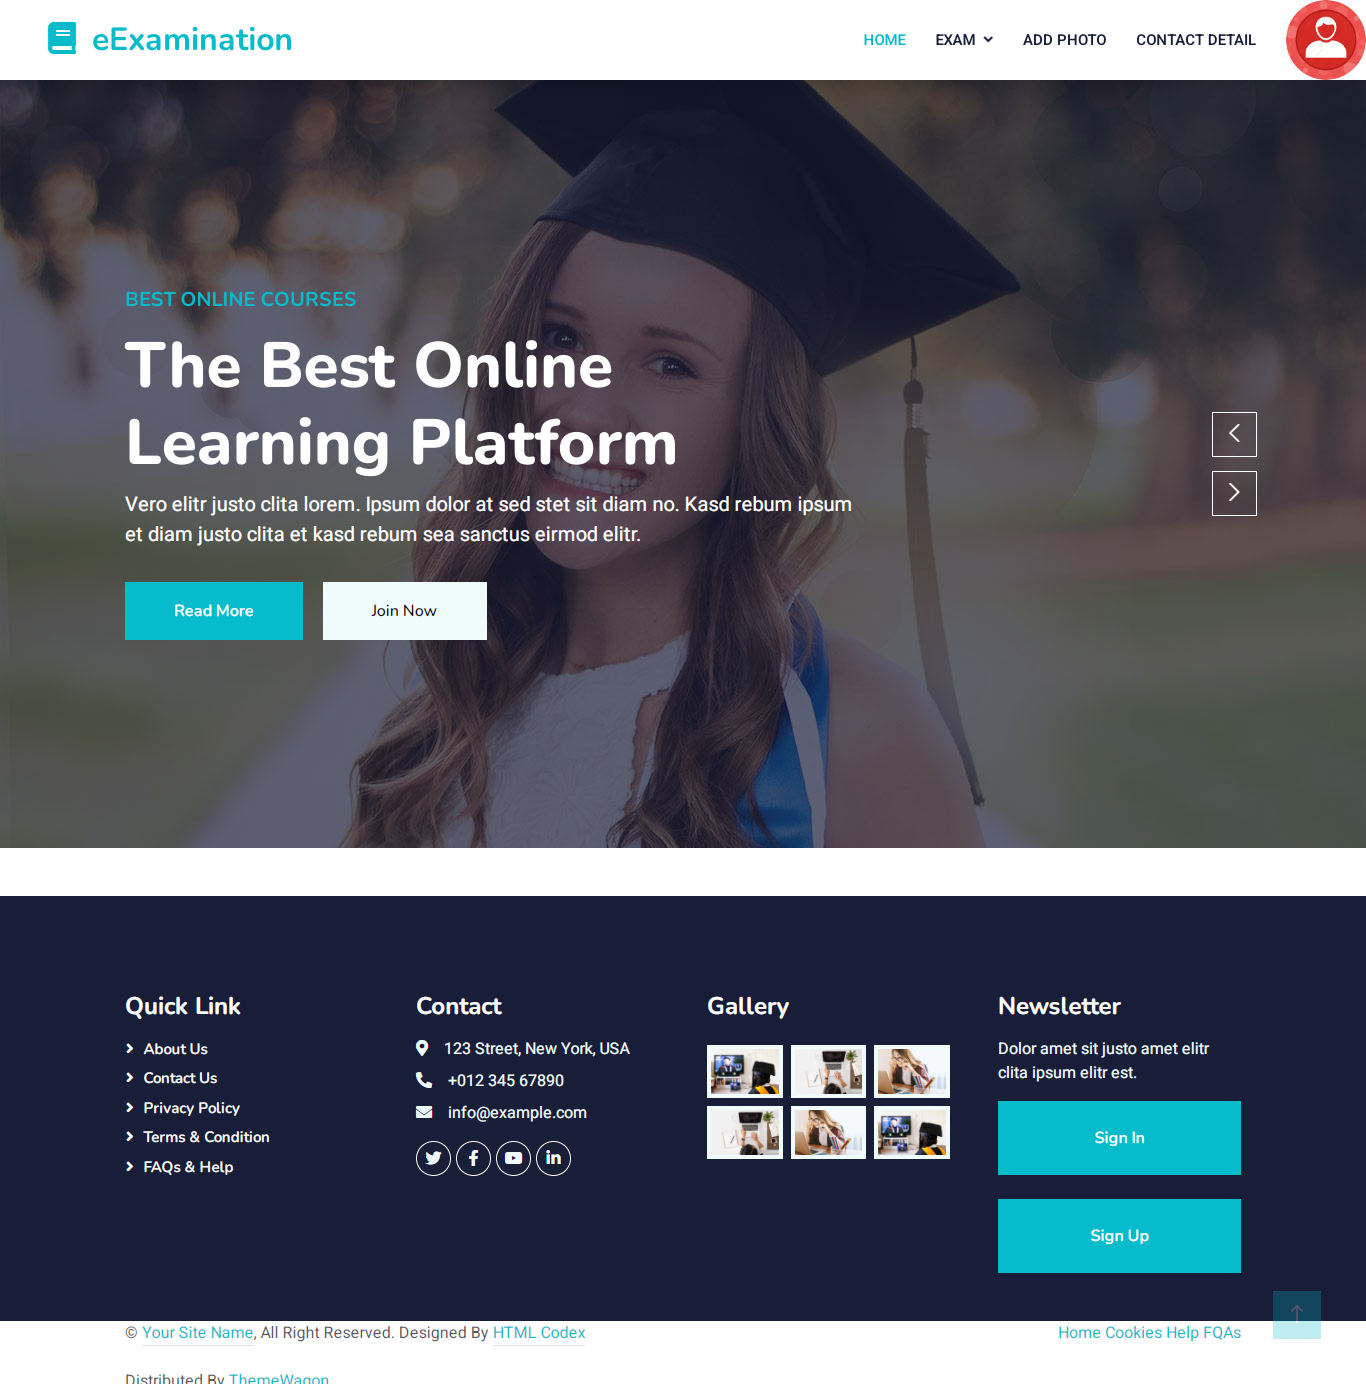 eExamination
HOME EXAM ADD PHOTO CONTACT DETAIL
BEST ONLINE COURSES
The Best Online
Learning Platform
Vero elitr justo clita lorem. Ipsum dolor at sed stet sit diam no. Kasd rebum ipsum
et diam justo clita et kasd rebum sea sanctus eirmod elitr.
Read More Join Now
Quick Link
About Us
Contact Us
Privacy Policy
Terms & Condition
FAQs & Help
Contact
123 Street, New York, USA
+012 345 67890
info@example.com
Gallery
Newsletter
Dolor amet sit justo amet elitr
clita ipsum elitr est.
Sign In
Sign Up
© Your Site Name, All Right Reserved. Designed By HTML Codex
Home Cookies Help FQAs
Distributed By ThemeWagon